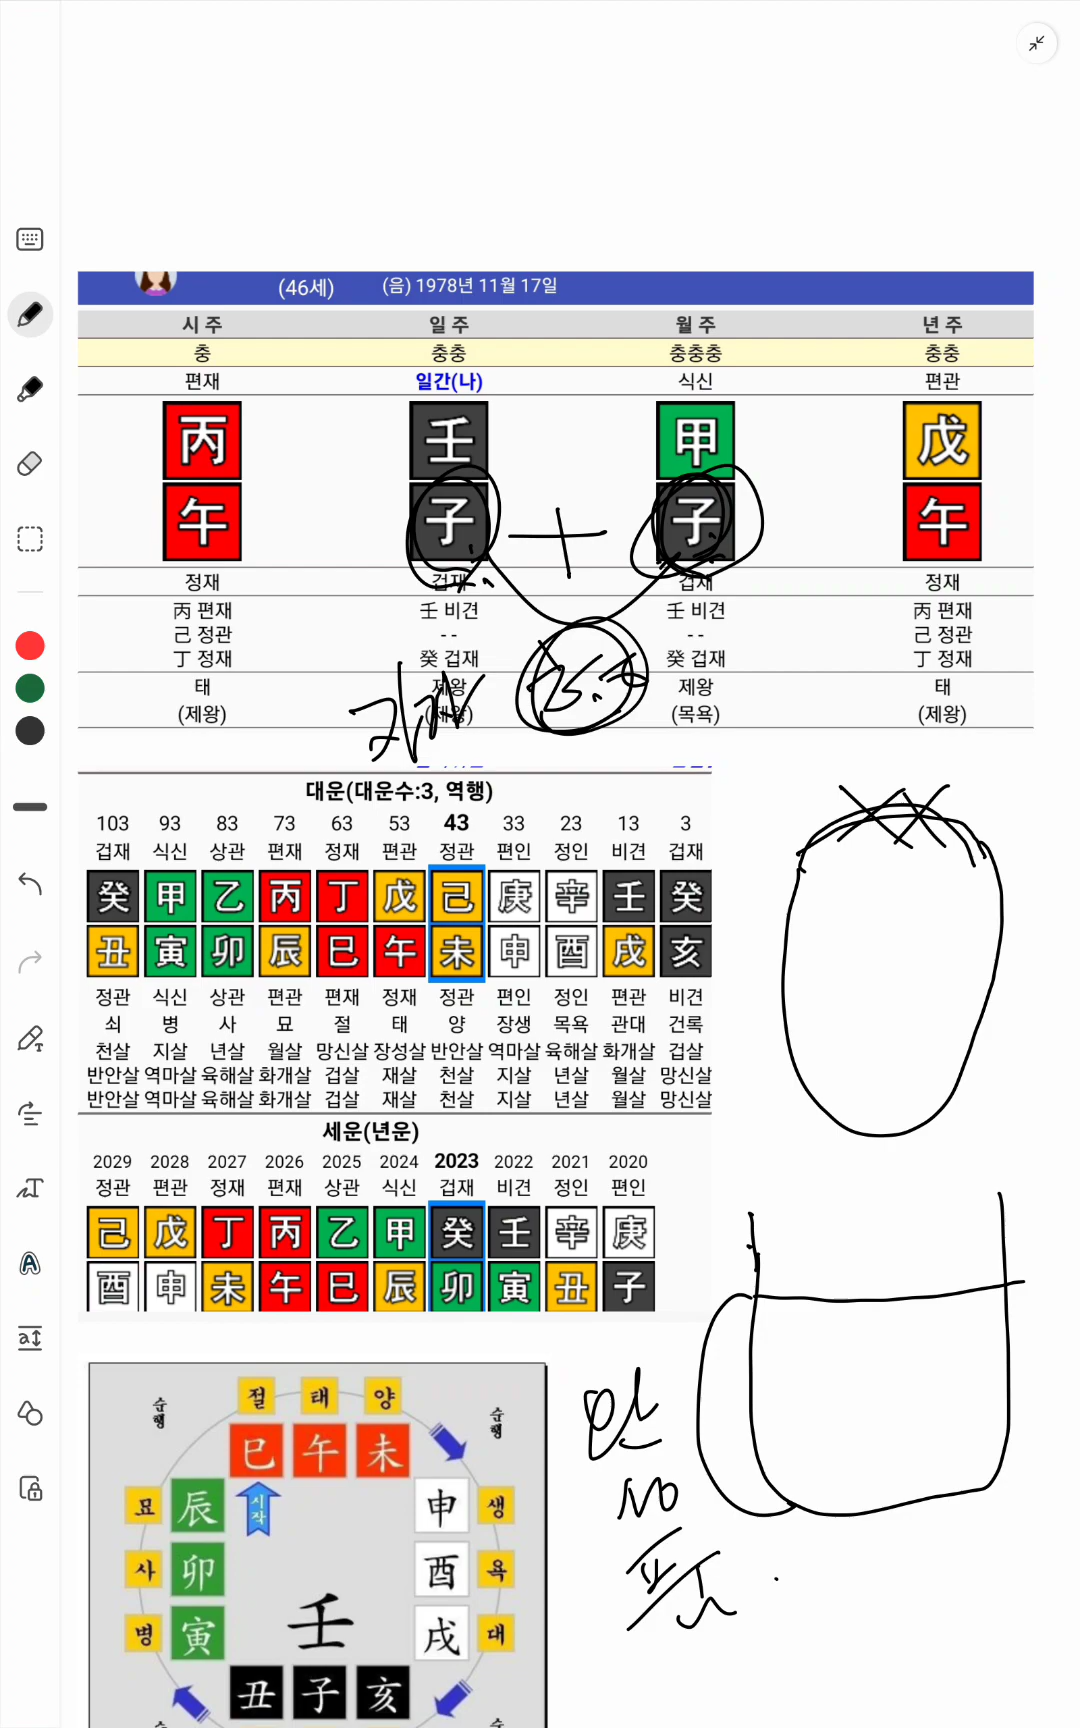 (46세) (음) 1978년 11월 17일
시 주 일 주 월 주 년 주
충 충충 충충충 충충
편재 일간(나) 식신 편관
丙 壬 甲 戊
午 子 子 午
정재 겁재 겁재 정재
丙 편재 壬 비견 壬 비견 丙 편재
己 정관 - - - - 己 정관
丁 정재 癸 겁재 癸 겁재 丁 정재
태 제왕 제왕 태
(제왕) (제왕) (목욕) (제왕)
대운(대운수:3, 역행)
103 93 83 73 63 53 43 33 23 13 3
겁재 식신 상관 편재 정재 편관 정관 편인 정인 비견 겁재
癸 甲 乙 丙 丁 戊 己 庚 辛 壬 癸
丑 寅 卯 辰 巳 午 未 申 酉 戌 亥
정관 식신 상관 편관 편재 정재 정관 편인 정인 편관 비견
쇠 병 사 묘 절 태 양 장생 목욕 관대 건록
천살 지살 년살 월살 망신살 장성살 반안살 역마살 육해살 화개살 겁살
반안살 역마살 육해살 화개살 겁살 재살 천살 지살 년살 월살 망신살
반안살 역마살 육해살 화개살 겁살 재살 천살 지살 년살 월살 망신살
세운(년운)
2029 2028 2027 2026 2025 2024 2023 2022 2021 2020
정관 편관 정재 편재 상관 식신 겁재 비견 정인 편인
己 戊 丁 丙 乙 甲 癸 壬 辛 庚
酉 申 未 午 巳 辰 卯 寅 丑 子
절 태 양
순행 순행
巳 午 未
묘 辰 시작 申 생
사 卯 酉 욕
병 寅 壬 戌 대
丑 子 亥